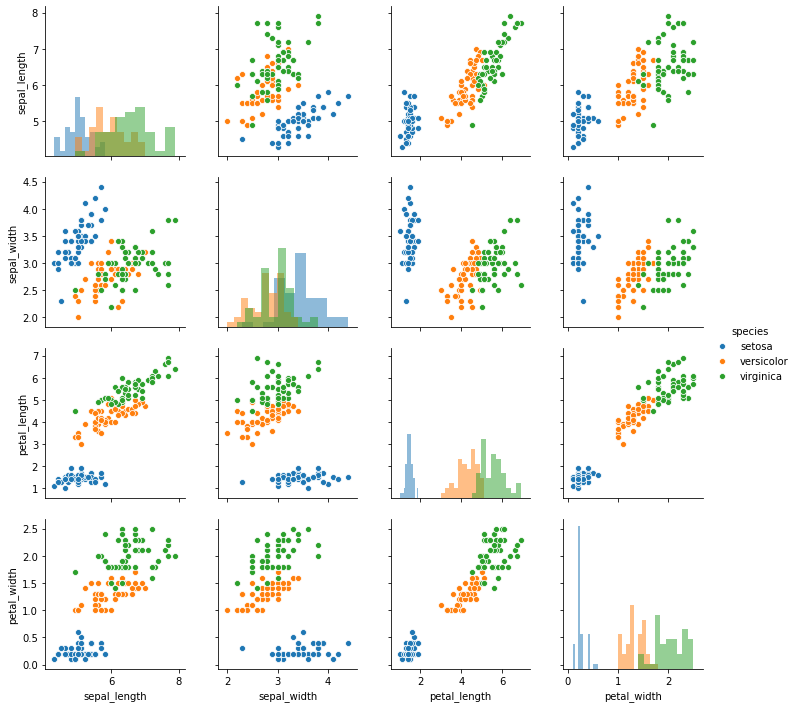 sepal_length
8
7
6
5
sepal_width
4.5
4.0
3.5
3.0
2.5
2.0
species
setosa
versicolor
virginica
petal_length
7
6
5
4
3
2
1
petal_width
2.5
2.0
1.5
1.0
0.5
0.0
6 8 2 3 4 2 4 6 0 1 2
sepal_length sepal_width petal_length petal_width